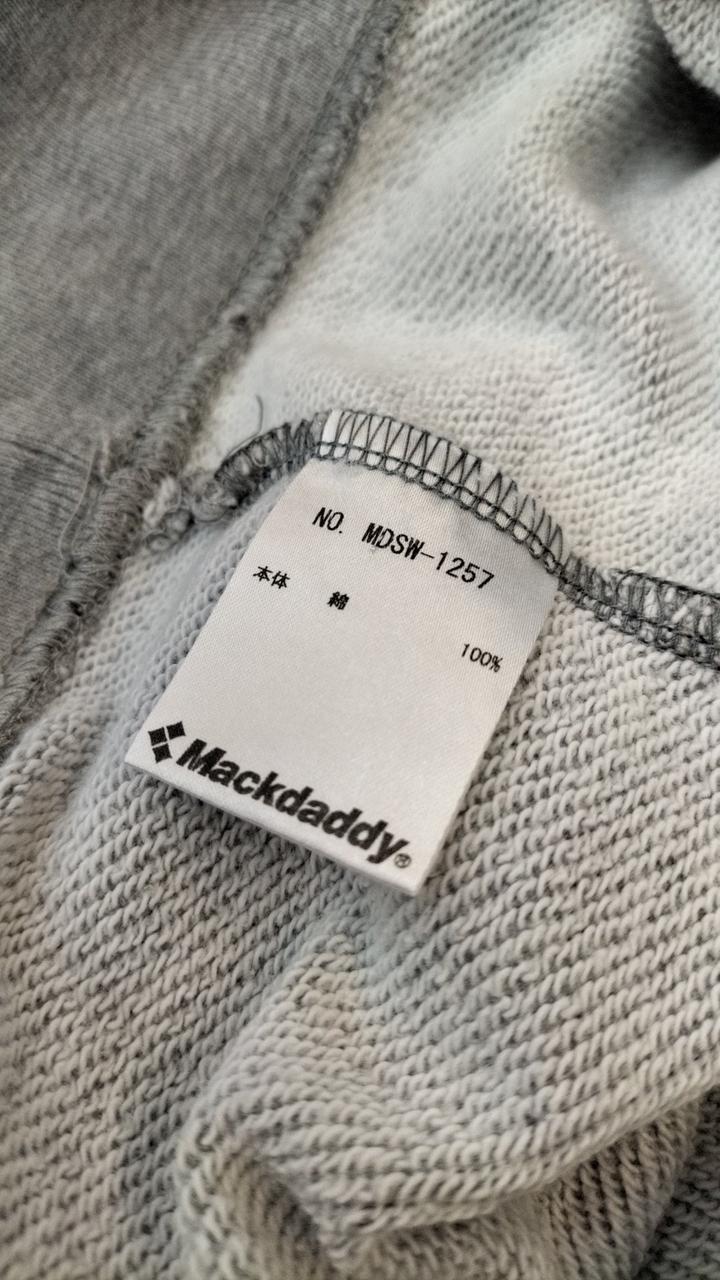 NO. MDSW-1257
本体 綿
100%
Mackdaddy®